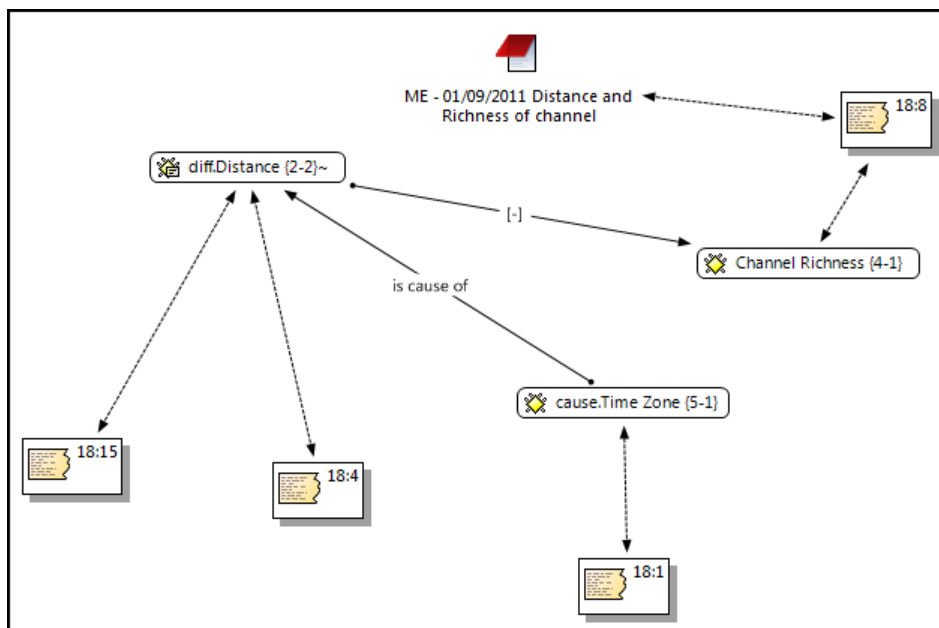 ME - 01/09/2011 Distance and
Richness of channel
18:8
diff.Distance {2-2}~
[-]
Channel Richness {4-1}
is cause of
cause.Time Zone {5-1}
18:15
18:4
18:1